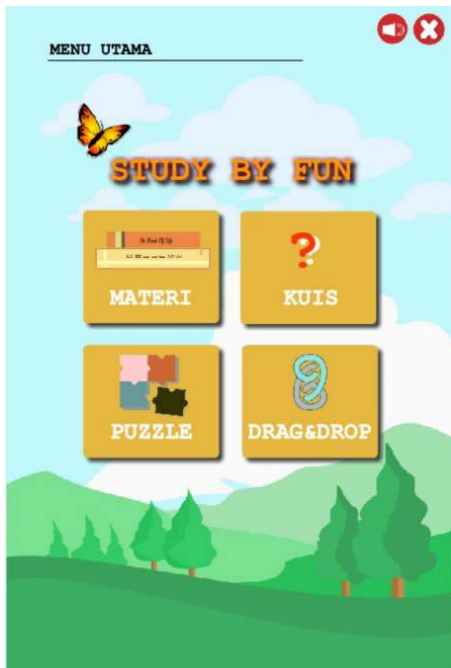 MENU UTAMA
STUDY BY FUN
MATERI
KUIS
PUZZLE
DRAG&DROP